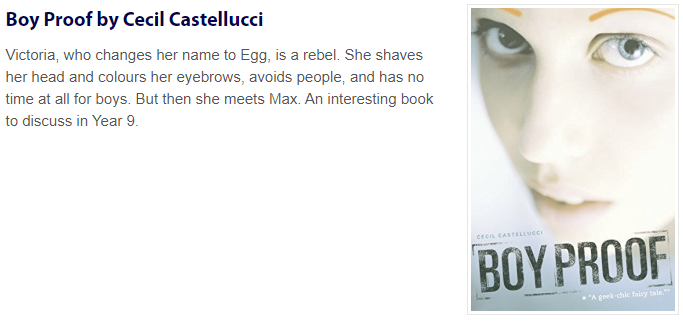 Boy Proof by Cecil Castellucci
Victoria, who changes her name to Egg, is a rebel. She shaves
her head and colours her eyebrows, avoids people, and has no
time at all for boys. But then she meets Max. An interesting book
to discuss in Year 9.
CECIL CASTELLUCCI
BOY PROOF
★ "A geek-chic fairy tale."